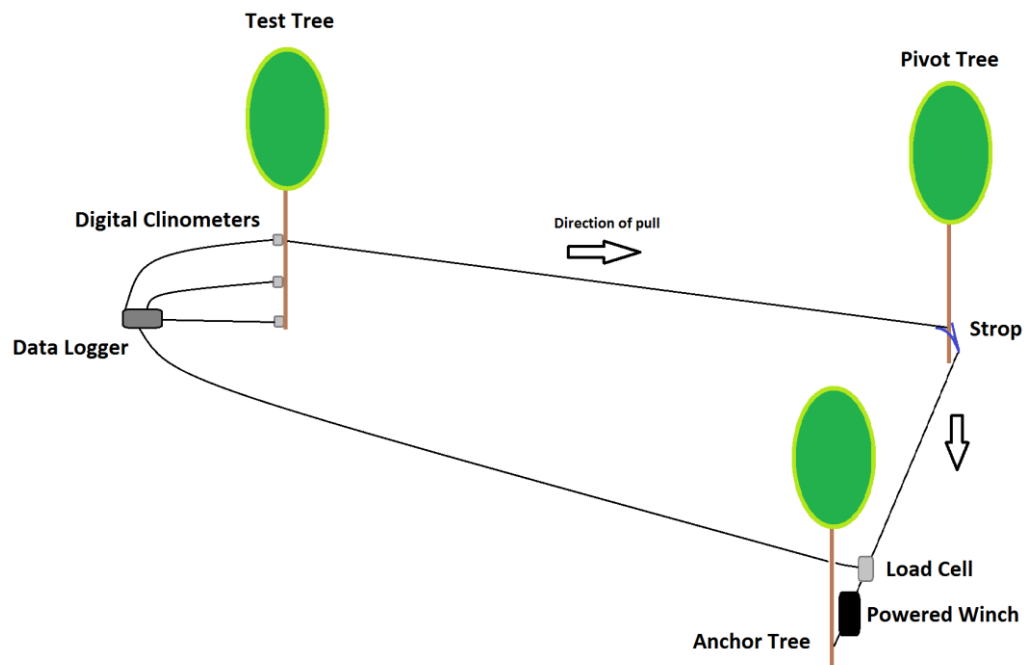 Test Tree
Pivot Tree
Digital Clinometers
Direction of pull
Strop
Data Logger
Load Cell
Powered Winch
Anchor Tree